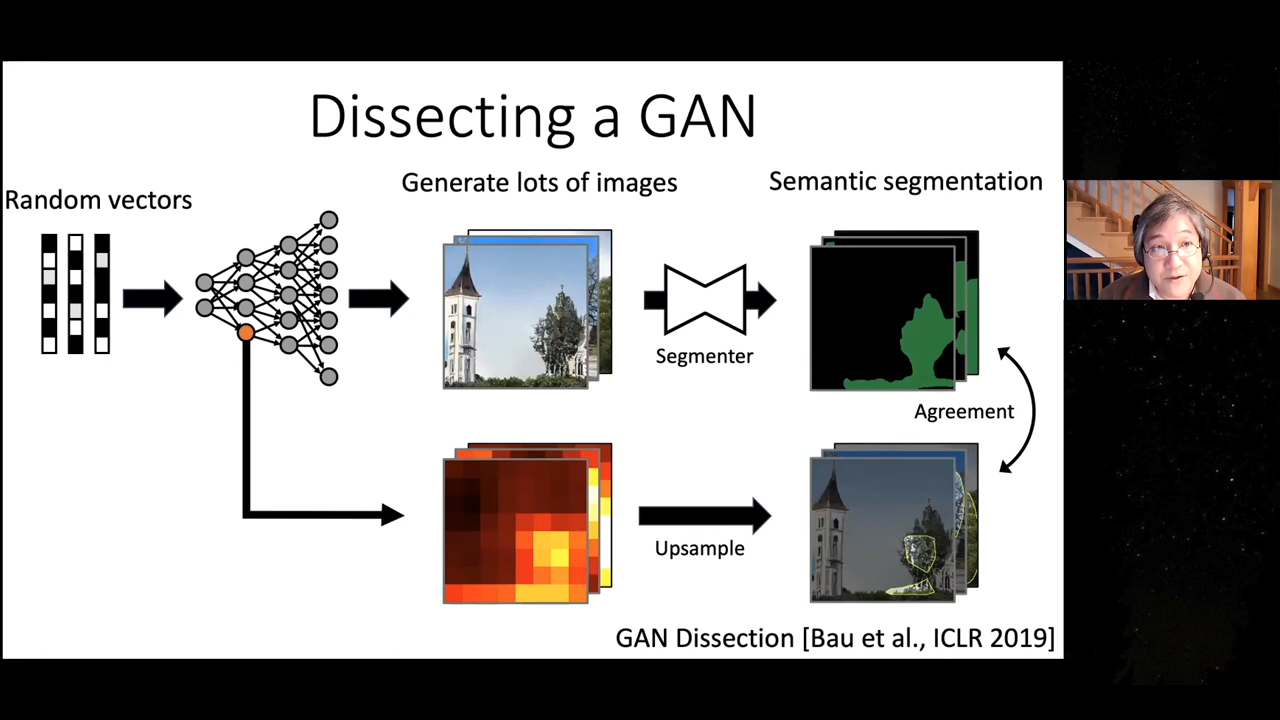 Dissecting a GAN
Random vectors
Generate lots of images
Semantic segmentation
Segmenter
Agreement
Upsample
GAN Dissection [Bau et al., ICLR 2019]